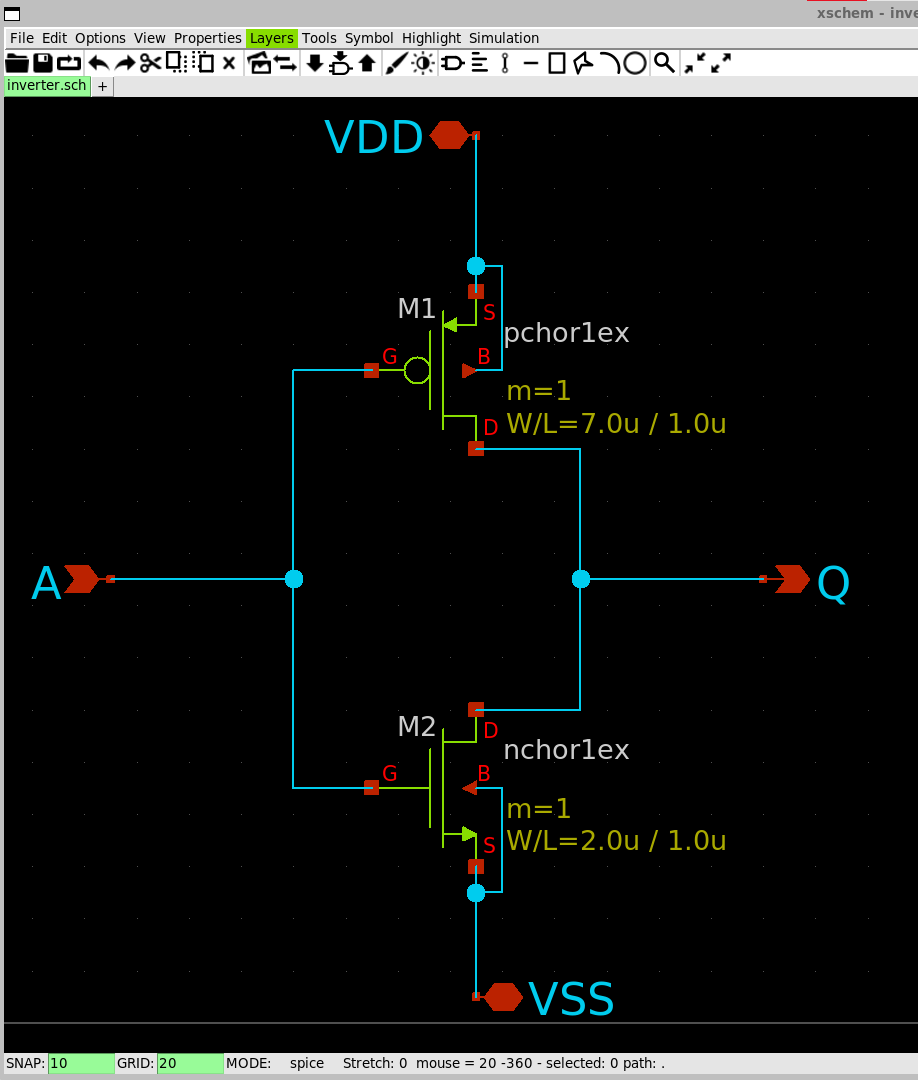 xschem - inve
File Edit Options View Properties Layers Tools Symbol Highlight Simulation
inverter.sch +
VDD
M1
S
pchor1ex
G
B
m=1
D
W/L=7.0u / 1.0u
A
Q
M2
D
nchor1ex
G
B
m=1
S
W/L=2.0u / 1.0u
VSS
SNAP: 10 GRID: 20 MODE: spice Stretch: 0 mouse = 20 -360 - selected: 0 path: .